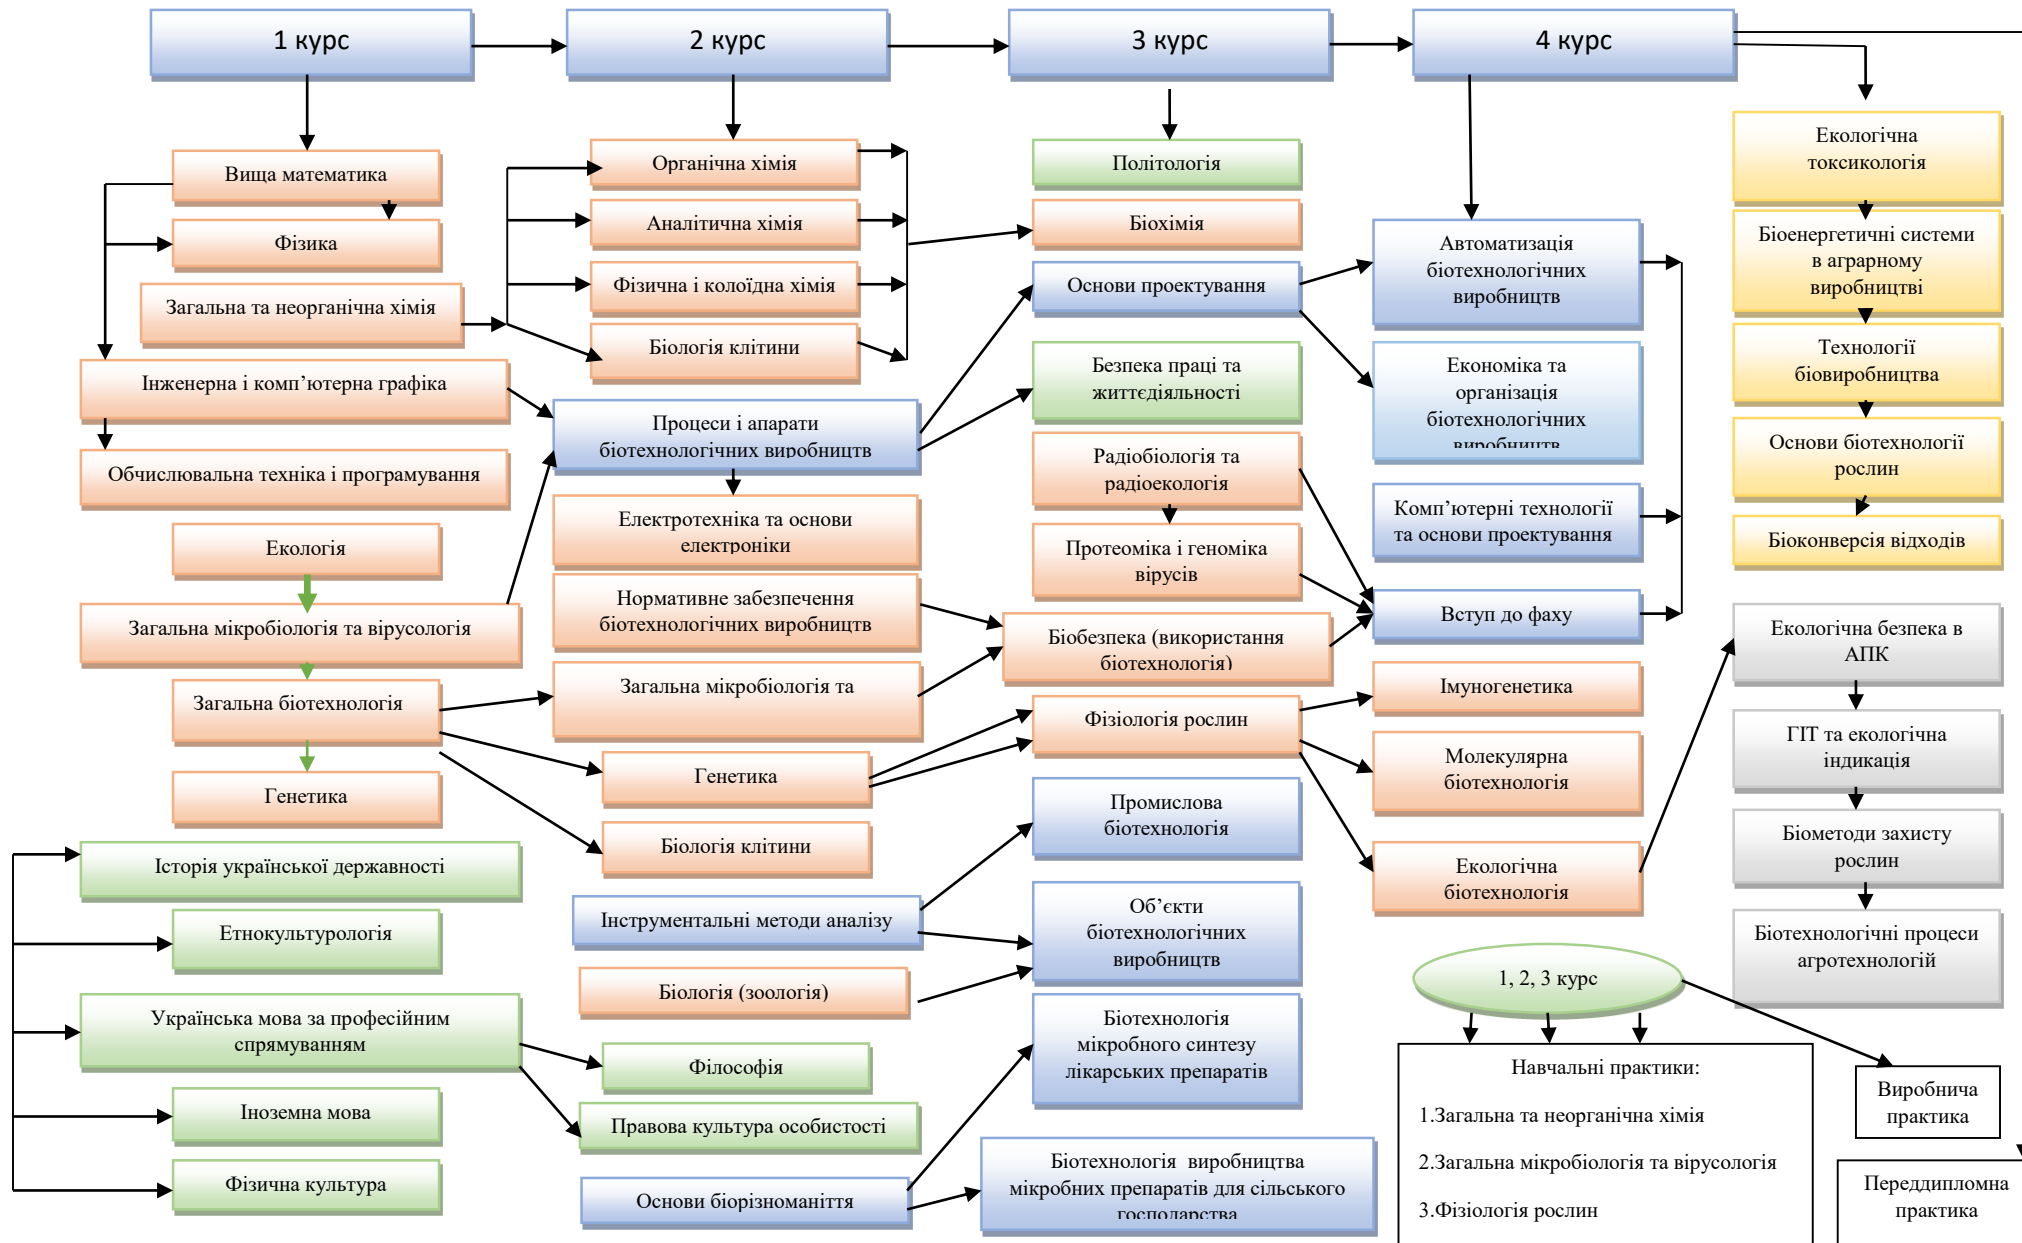 1 курс
2 курс
3 курс
4 курс
Вища математика
Фізика
Загальна та неорганічна хімія
Інженерна і комп’ютерна графіка
Обчислювальна техніка і програмування
Екологія
Загальна мікробіологія та вірусологія
Загальна біотехнологія
Генетика
Історія української державності
Етнокультурологія
Українська мова за професійним
спрямуванням
Іноземна мова
Фізична культура
Органічна хімія
Аналітична хімія
Фізична і колоїдна хімія
Біологія клітини
Процеси і апарати
біотехнологічних виробництв
Електротехніка та основи
електроніки
Нормативне забезпечення
біотехнологічних виробництв
Загальна мікробіологія та
Генетика
Біологія клітини
Інструментальні методи аналізу
Біологія (зоологія)
Філософія
Правова культура особистості
Основи біорізноманіття
Політологія
Біохімія
Основи проектування
Безпека праці та
життєдіяльності
Радіобіологія та
радіоекологія
Протеоміка і геноміка
вірусів
Біобезпека (використання
біотехнологія)
Фізіологія рослин
Промислова
біотехнологія
Об’єкти
біотехнологічних
виробництв
Біотехнологія
мікробного синтезу
лікарських препаратів
Біотехнологія виробництва
мікробних препаратів для сільського
господарства
Автоматизація
біотехнологічних
виробництв
Економіка та
організація
біотехнологічних
виробництв
Комп’ютерні технології
та основи проектування
Вступ до фаху
Імуногенетика
Молекулярна
біотехнологія
Екологічна
біотехнологія
1, 2, 3 курс
Навчальні практики:
1.Загальна та неорганічна хімія
2.Загальна мікробіологія та вірусологія
3.Фізіологія рослин
Екологічна
токсикологія
Біоенергетичні системи
в аграрному
виробництві
Технології
біовиробництва
Основи біотехнології
рослин
Біоконверсія відходів
Екологічна безпека в
АПК
ГІТ та екологічна
індикація
Біометоди захисту
рослин
Біотехнологічні процеси
агротехнологій
Виробнича
практика
Переддипломна
практика